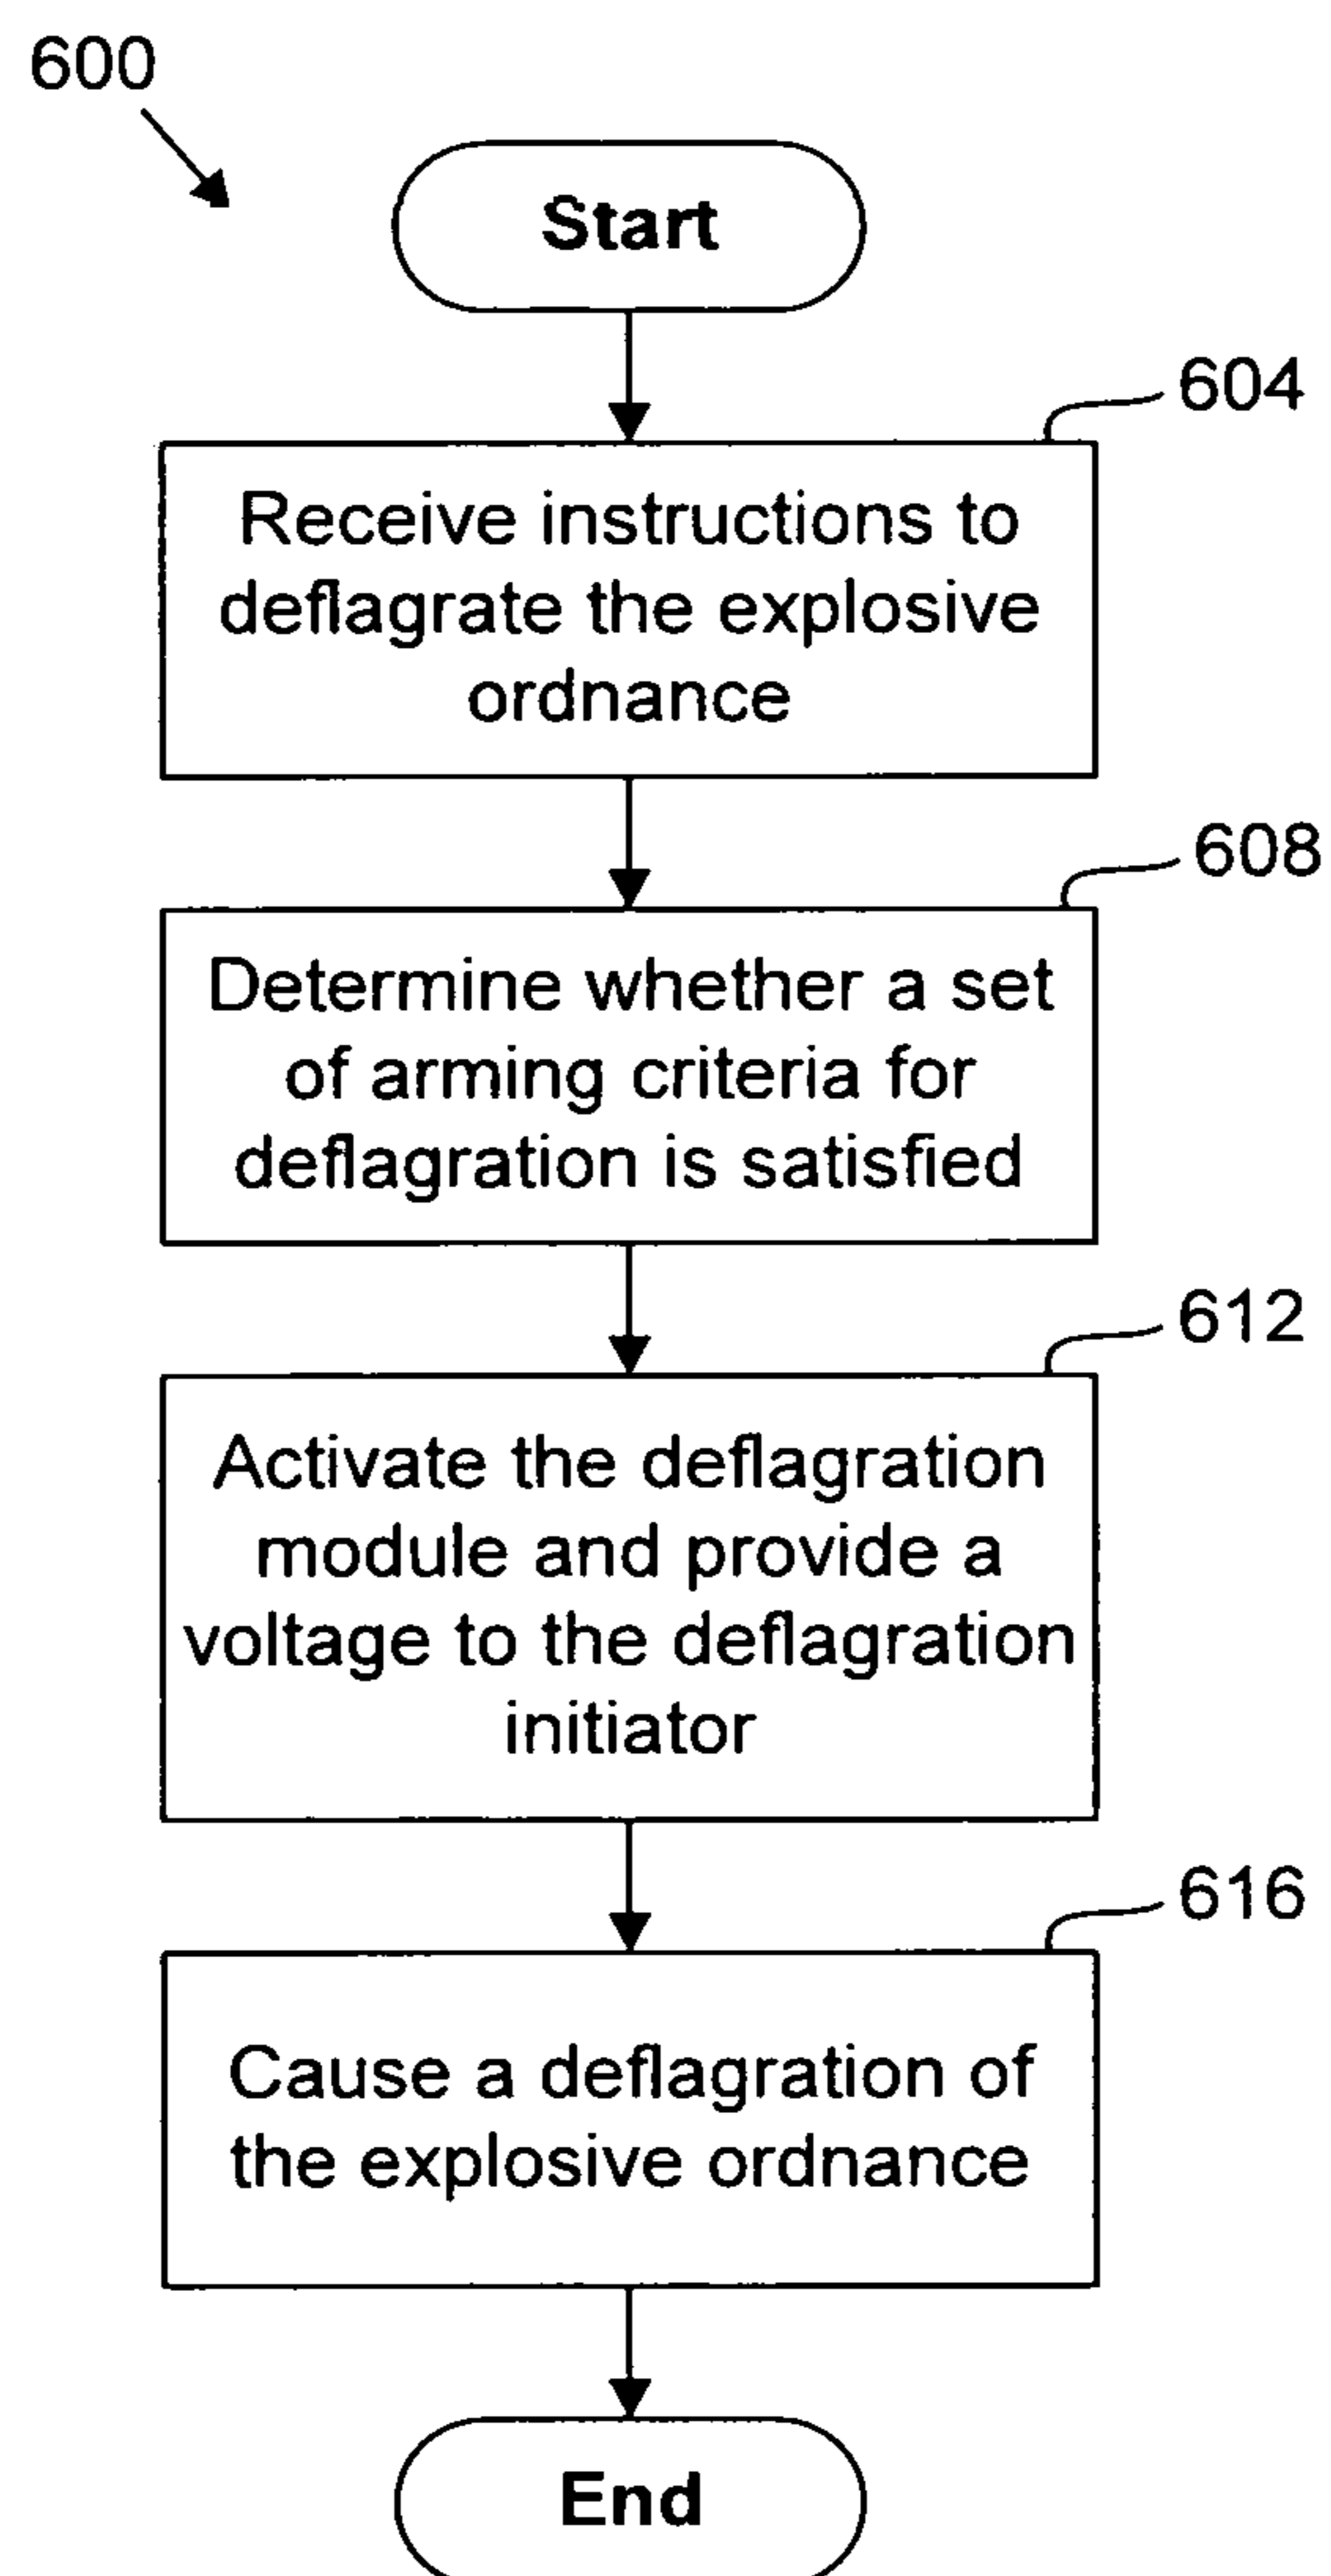 600
Start
604
Receive instructions to
deflagrate the explosive
ordnance
608
Determine whether a set
of arming criteria for
deflagration is satisfied
612
Activate the deflagration
module and provide a
voltage to the deflagration
initiator
616
Cause a deflagration of
the explosive ordnance
End